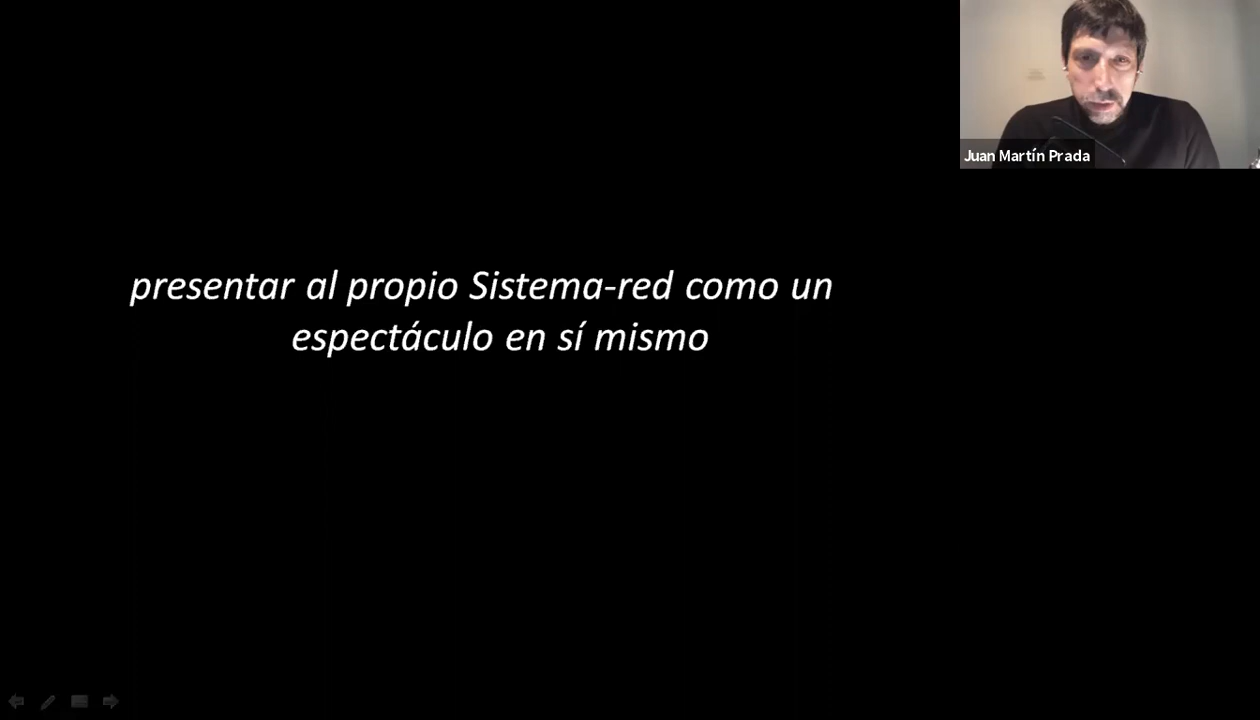 Juan Martín Prada
presentar al propio Sistema-red como un
espectáculo en sí mismo